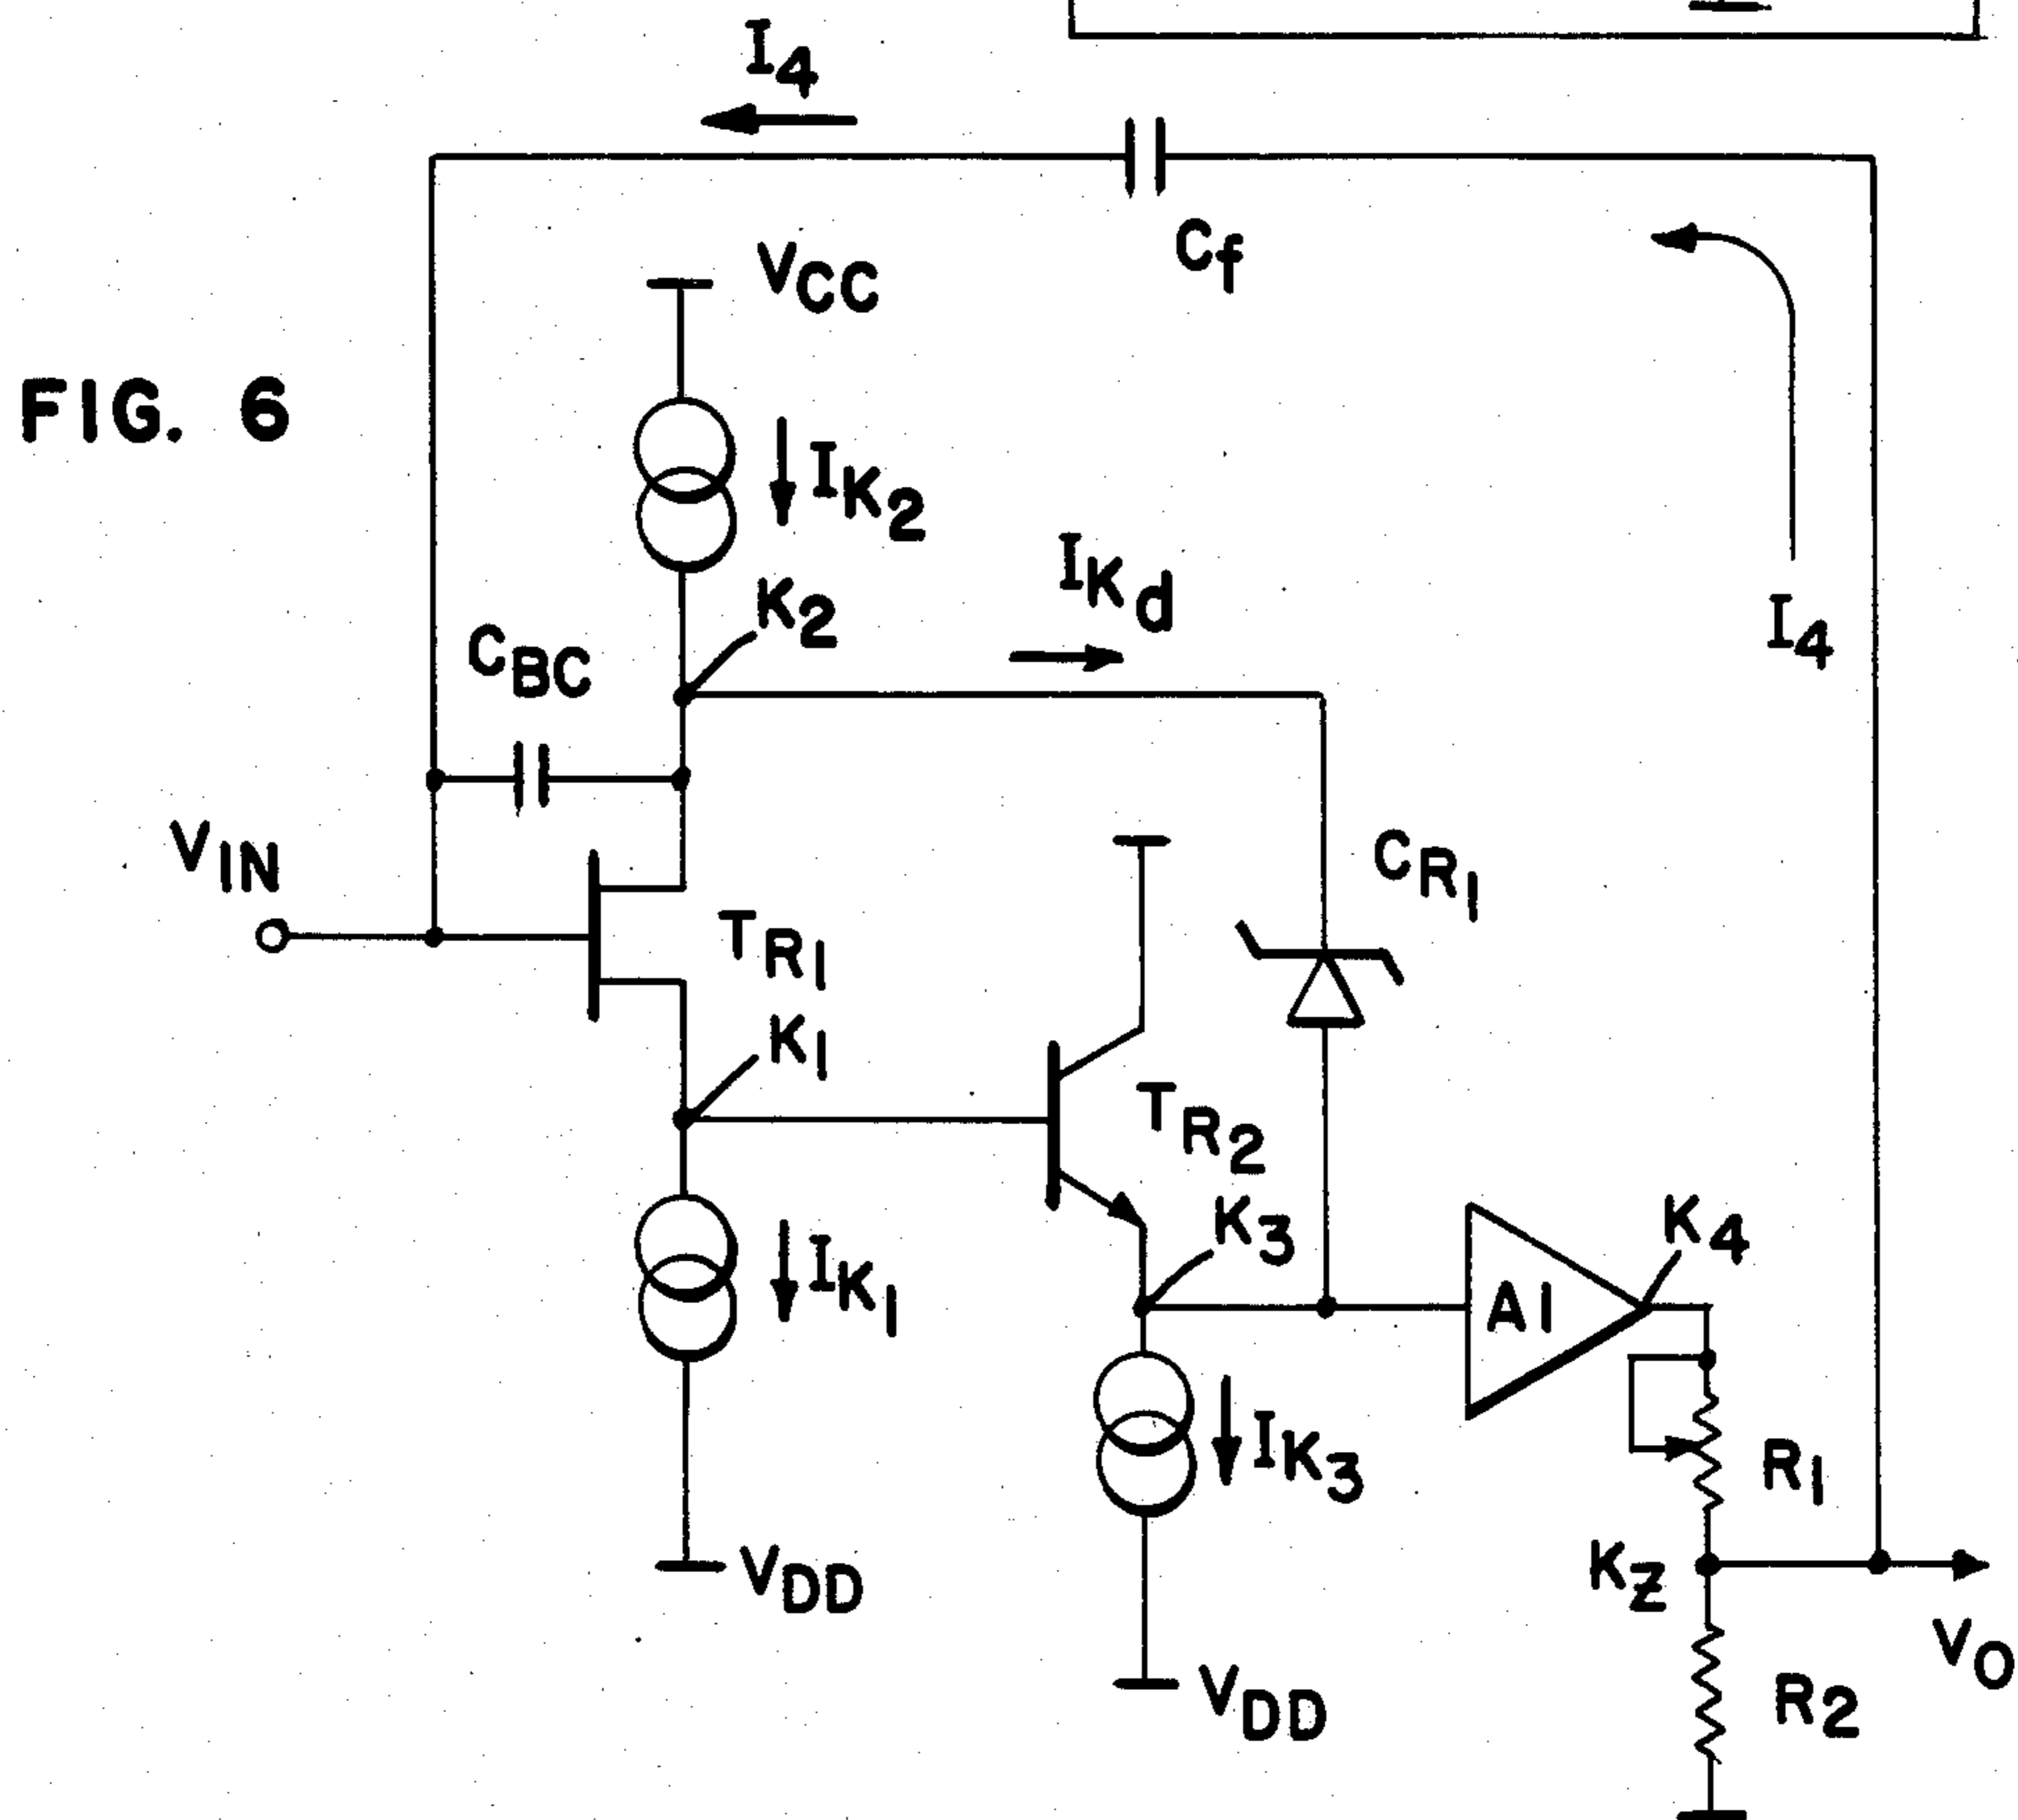 I4
Cf
VCC
FIG. 6
IK2
IKd
K2
I4
CBC
VIN
CR1
TR1
K1
TR2
K3
K4
A1
IK1
IK3
R1
KZ
VDD
VO
VDD
R2